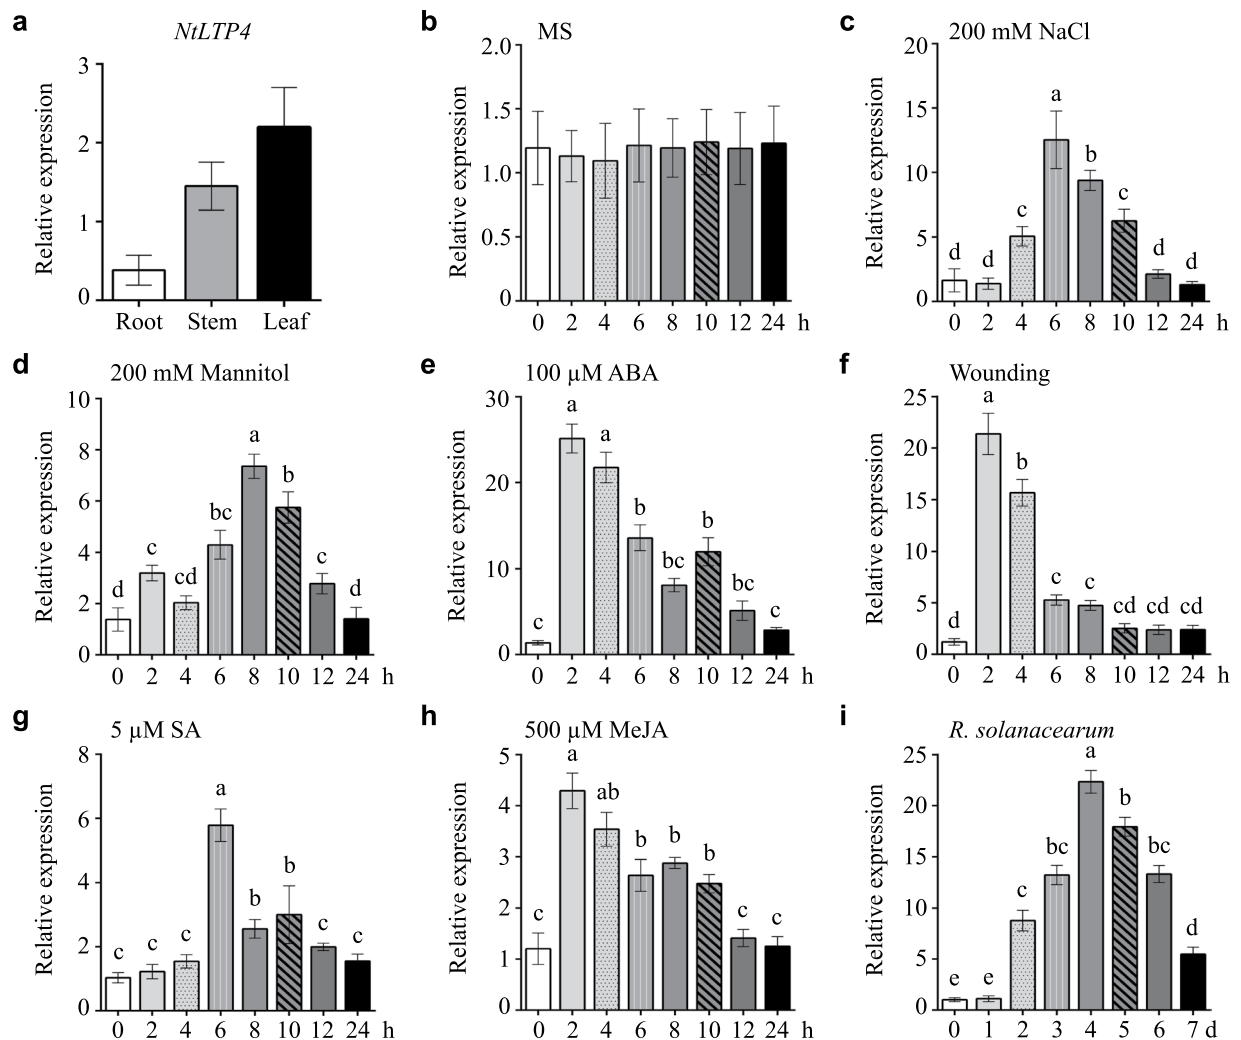 a
NtLTP4
Relative expression
3
2
1
0
Root Stem Leaf
b
MS
Relative expression
2.0
1.5
1.0
0.5
0
0 2 4 6 8 10 12 24 h
c
200 mM NaCl
Relative expression
20
15
10
5
0
d d c a b c d d
0 2 4 6 8 10 12 24 h
d
200 mM Mannitol
Relative expression
10
8
6
4
2
0
d c cd bc a b c d
0 2 4 6 8 10 12 24 h
e
100 µM ABA
Relative expression
30
20
10
0
c a a b bc b bc c
0 2 4 6 8 10 12 24 h
f
Wounding
Relative expression
25
20
15
10
5
0
d a b c c cd cd cd
0 2 4 6 8 10 12 24 h
g
5 µM SA
Relative expression
8
6
4
2
0
c c c a b b c c
0 2 4 6 8 10 12 24 h
h
500 µM MeJA
Relative expression
5
4
3
2
1
0
c a ab b b b c c
0 2 4 6 8 10 12 24 h
i
R. solanacearum
Relative expression
25
20
15
10
5
0
e e c bc a b bc d
0 1 2 3 4 5 6 7 d